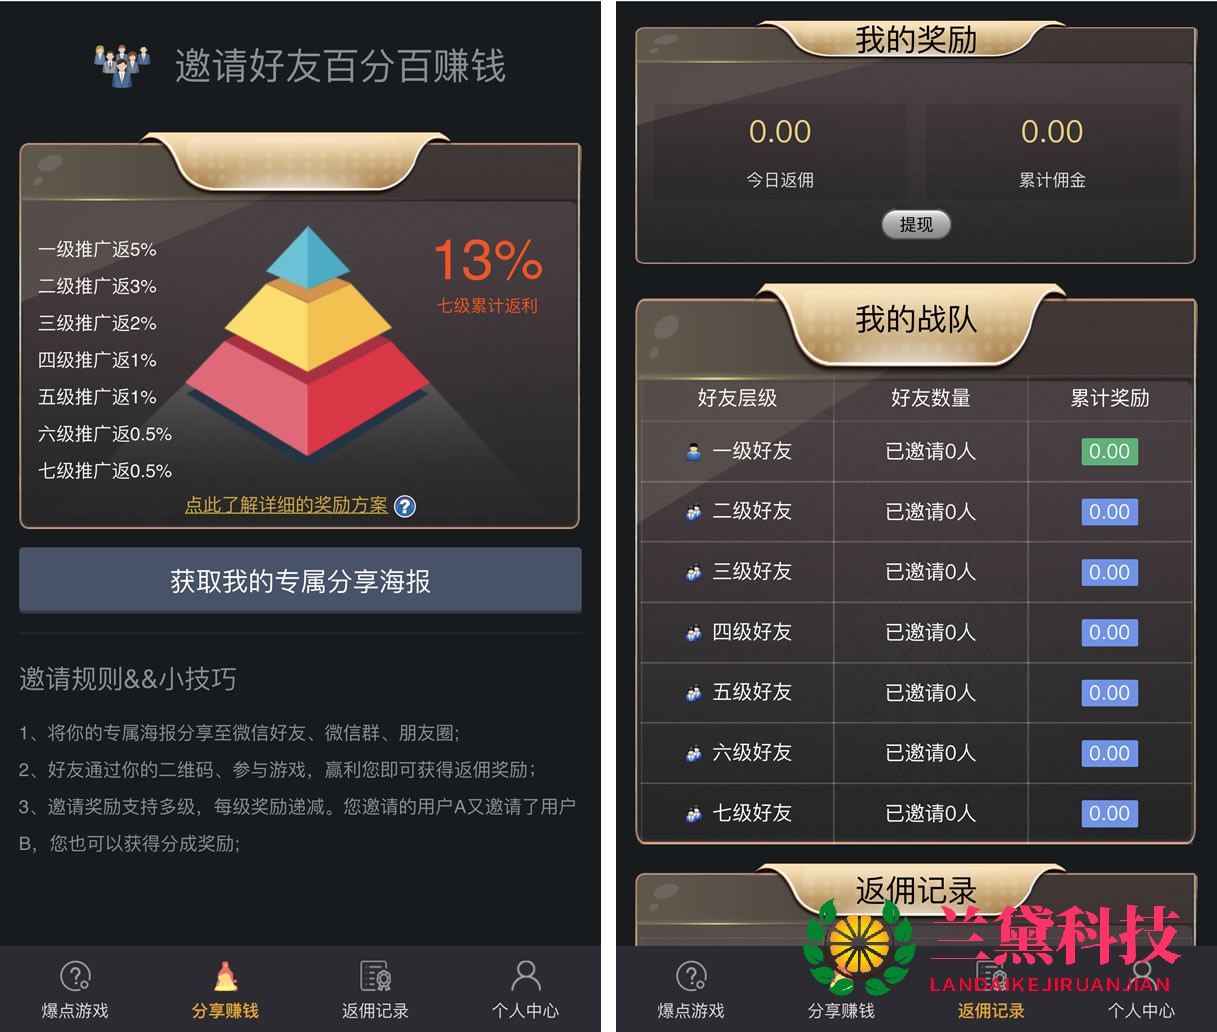 邀请好友百分百赚钱
一级推广返5%
二级推广返3%
三级推广返2%
四级推广返1%
五级推广返1%
六级推广返0.5%
七级推广返0.5%
13%
七级累计返利
点此了解详细的奖励方案 ?
获取我的专属分享海报
邀请规则&&小技巧
1、将你的专属海报分享至微信好友、微信群、朋友圈;
2、好友通过你的二维码、参与游戏，赢利您即可获得返佣奖励；
3、邀请奖励支持多级，每级奖励递减。您邀请的用户A又邀请了用户
B，您也可以获得分成奖励;
爆点游戏 分享赚钱 返佣记录 个人中心
我的奖励
0.00 0.00
今日返佣 累计佣金
提现
我的战队
好友层级 好友数量 累计奖励
一级好友 已邀请0人 0.00
二级好友 已邀请0人 0.00
三级好友 已邀请0人 0.00
四级好友 已邀请0人 0.00
五级好友 已邀请0人 0.00
六级好友 已邀请0人 0.00
七级好友 已邀请0人 0.00
返佣记录
兰黛科技
LANDAIKEJIRUANJIAN
爆点游戏 分享赚钱 返佣记录 个人中心